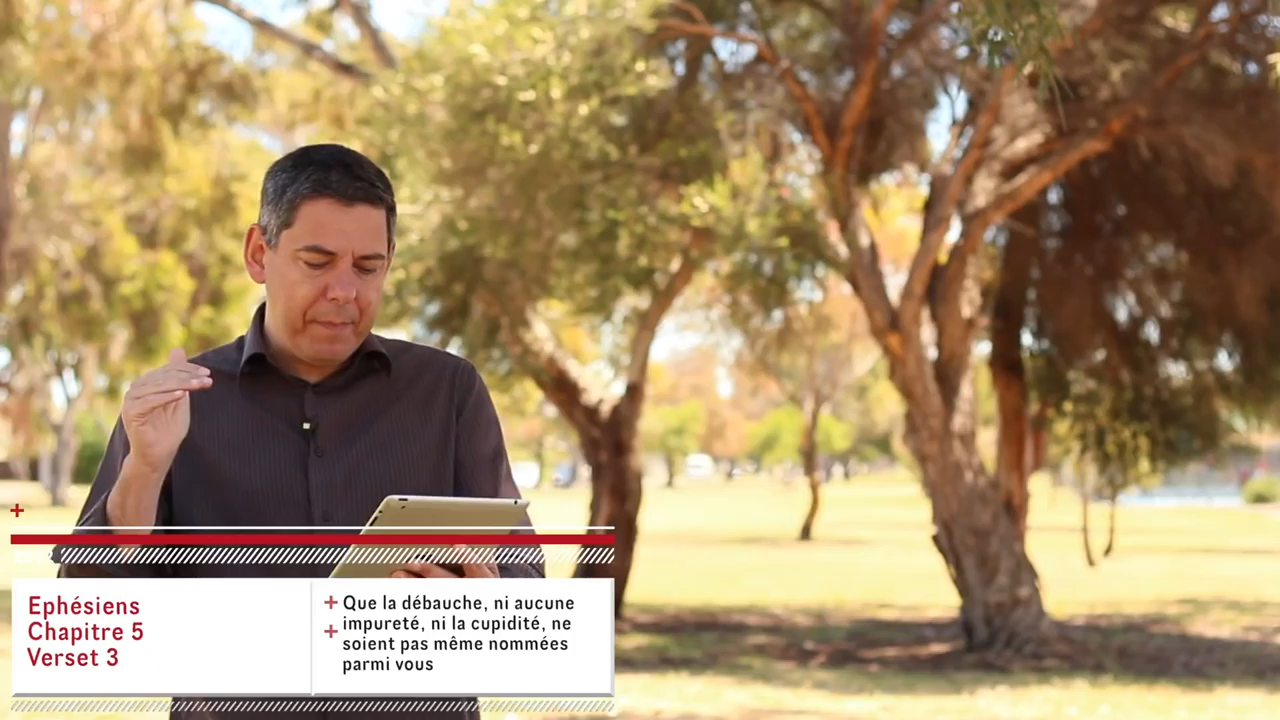 Ephésiens
Chapitre 5
Verset 3
Que la débauche, ni aucune
impureté, ni la cupidité, ne
soient pas même nommées
parmi vous